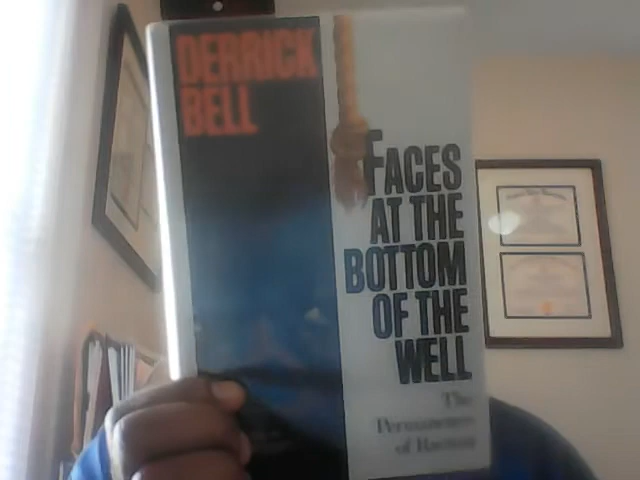 DERRICK
BELL
FACES
AT THE
BOTTOM
OF THE
WELL
The
Permanence
of Racism